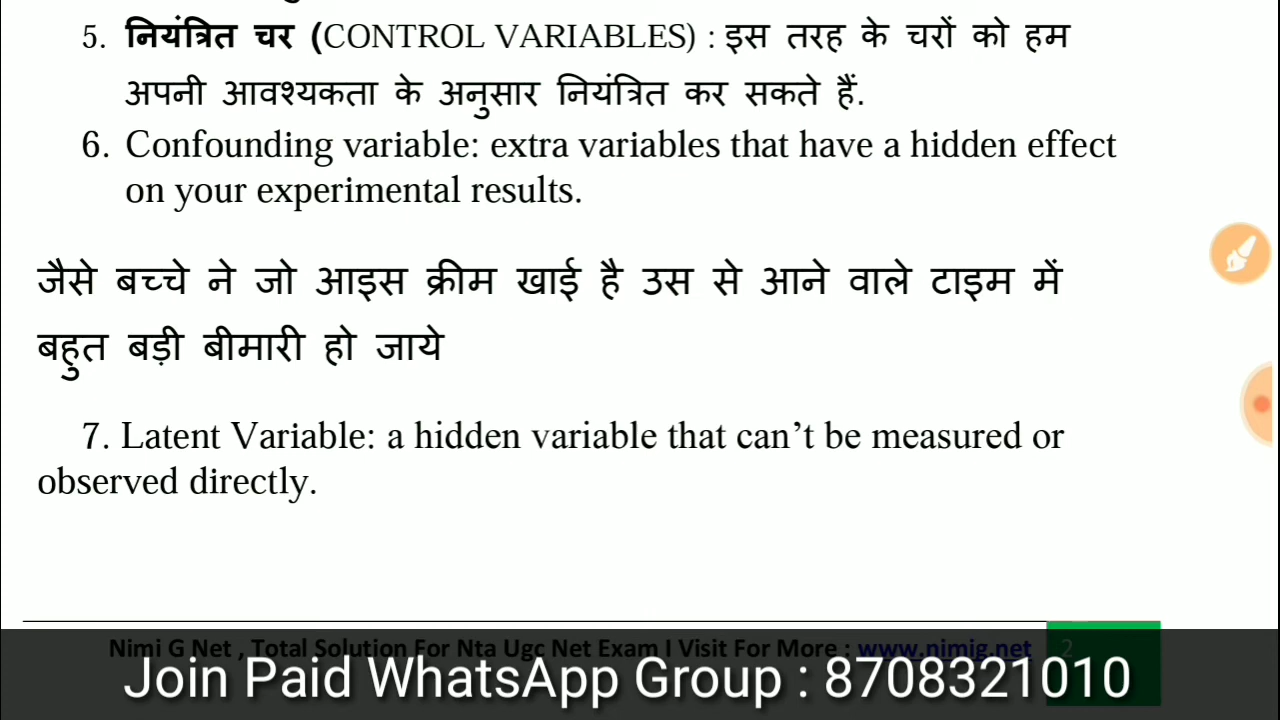 5. नियंत्रित चर (CONTROL VARIABLES) : इस तरह के चरों को हम
अपनी आवश्यकता के अनुसार नियंत्रित कर सकते हैं.
6. Confounding variable: extra variables that have a hidden effect
on your experimental results.
जैसे बच्चे ने जो आइस क्रीम खाई है उस से आने वाले टाइम में
बहुत बड़ी बीमारी हो जाये
7. Latent Variable: a hidden variable that can’t be measured or
observed directly.
Nimi G Net , Total Solution For Nta Ugc Net Exam I Visit For More : www.nimig.net 2
Join Paid WhatsApp Group : 8708321010